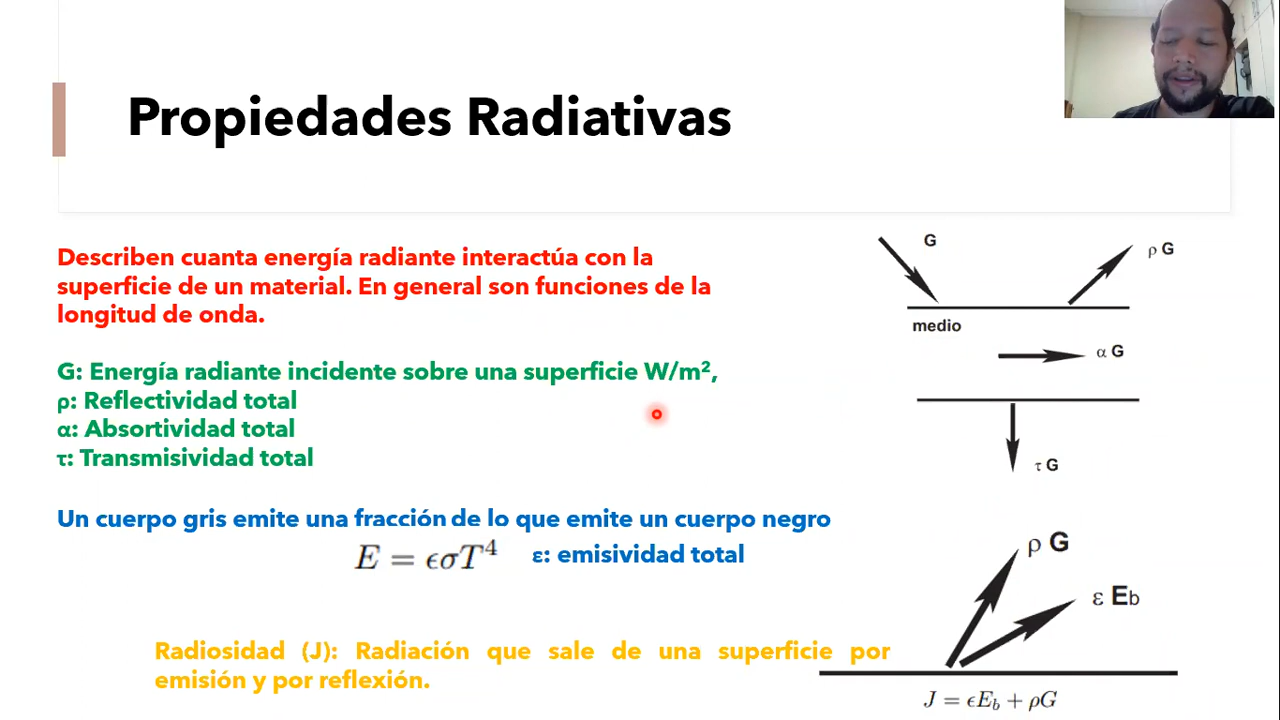 Propiedades Radiativas
Describen cuanta energía radiante interactúa con la
superficie de un material. En general son funciones de la
longitud de onda.
G: Energía radiante incidente sobre una superficie W/m²,
ρ: Reflectividad total
α: Absortividad total
τ: Transmisividad total
G
ρ G
medio
α G
τ G
Un cuerpo gris emite una fracción de lo que emite un cuerpo negro
E = ϵσT⁴ ε: emisividad total
ρ G
ε Eb
Radiosidad (J): Radiación que sale de una superficie por
emisión y por reflexión.
J = ϵE_b + ρG